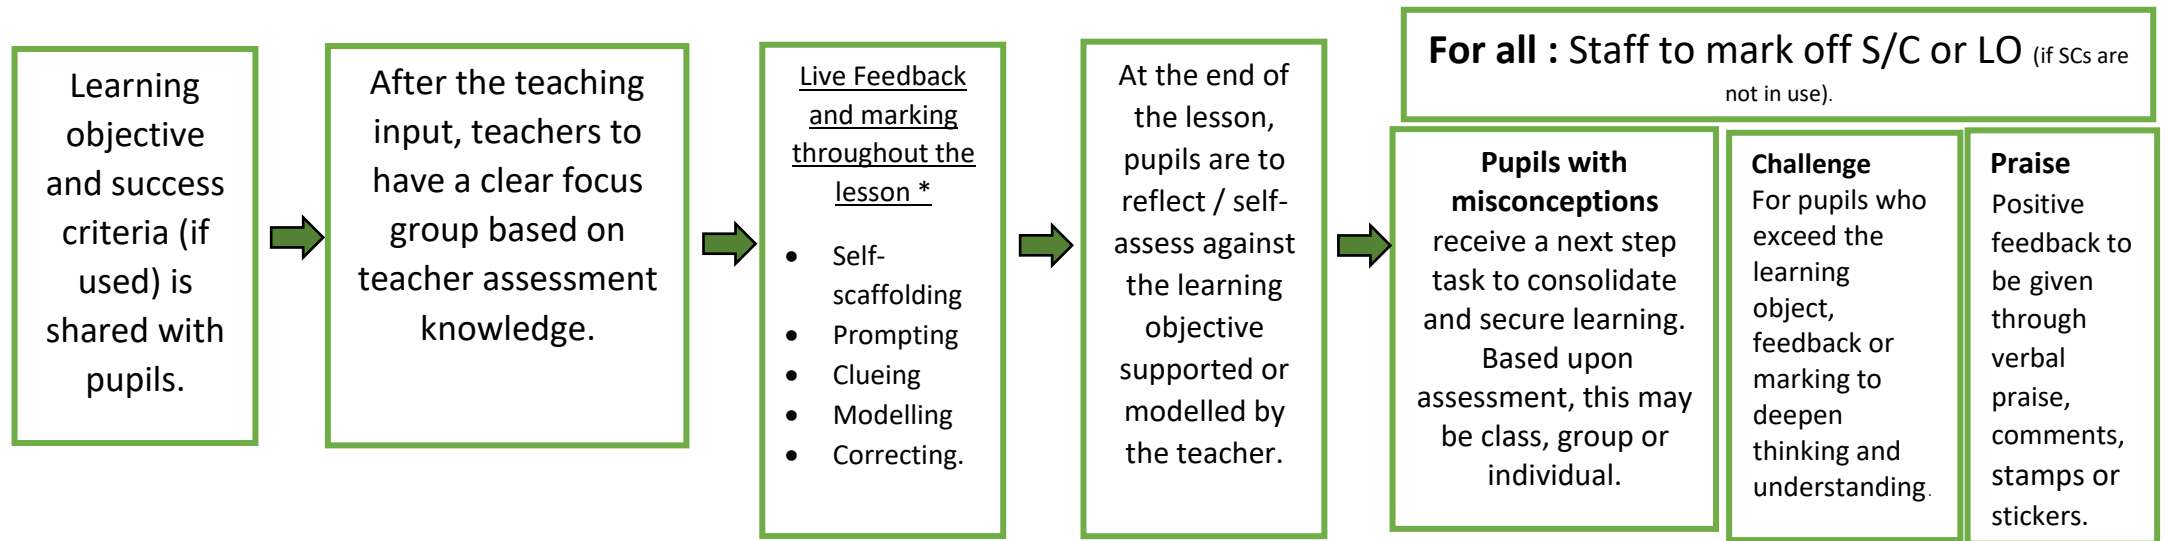 Learning
objective
and success
criteria (if
used) is
shared with
pupils.
After the teaching
input, teachers to
have a clear focus
group based on
teacher assessment
knowledge.
Live Feedback
and marking
throughout the
lesson *
• Self-
scaffolding
• Prompting
• Clueing
• Modelling
• Correcting.
At the end of
the lesson,
pupils are to
reflect / self-
assess against
the learning
objective
supported or
modelled by
the teacher.
For all : Staff to mark off S/C or LO (if SCs are
not in use).
Pupils with
misconceptions
receive a next step
task to consolidate
and secure learning.
Based upon
assessment, this may
be class, group or
individual.
Challenge
For pupils who
exceed the
learning
object,
feedback or
marking to
deepen
thinking and
understanding.
Praise
Positive
feedback to
be given
through
verbal
praise,
comments,
stamps or
stickers.